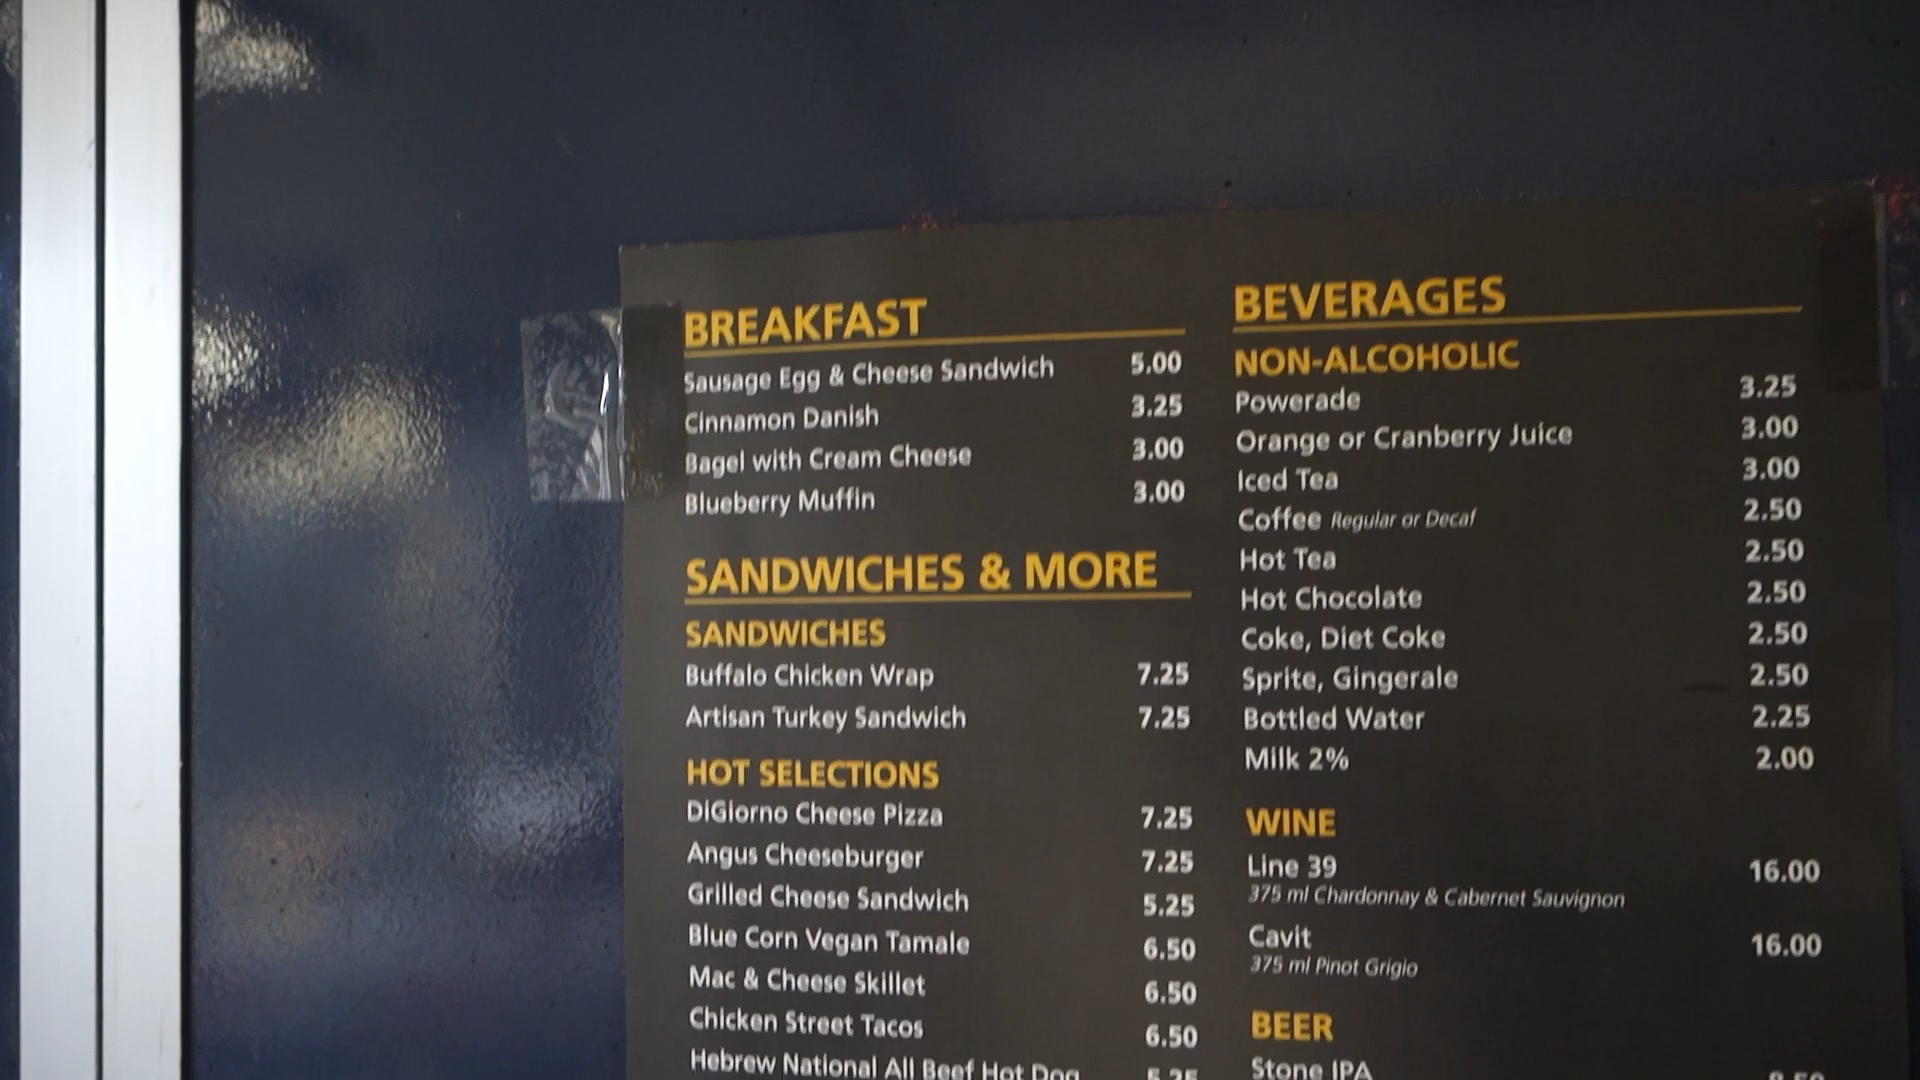 BREAKFAST
Sausage Egg & Cheese Sandwich 5.00
Cinnamon Danish 3.25
Bagel with Cream Cheese 3.00
Blueberry Muffin 3.00
SANDWICHES & MORE
SANDWICHES
Buffalo Chicken Wrap 7.25
Artisan Turkey Sandwich 7.25
HOT SELECTIONS
DiGiorno Cheese Pizza 7.25
Angus Cheeseburger 7.25
Grilled Cheese Sandwich 5.25
Blue Corn Vegan Tamale 6.50
Mac & Cheese Skillet 6.50
Chicken Street Tacos 6.50
Hebrew National All Beef Hot Dog 5.25
BEVERAGES
NON-ALCOHOLIC
Powerade 3.25
Orange or Cranberry Juice 3.00
Iced Tea 3.00
Coffee Regular or Decaf 2.50
Hot Tea 2.50
Hot Chocolate 2.50
Coke, Diet Coke 2.50
Sprite, Gingerale 2.50
Bottled Water 2.25
Milk 2% 2.00
WINE
Line 39 16.00
375 ml Chardonnay & Cabernet Sauvignon
Cavit 16.00
375 ml Pinot Grigio
BEER
Stone IPA